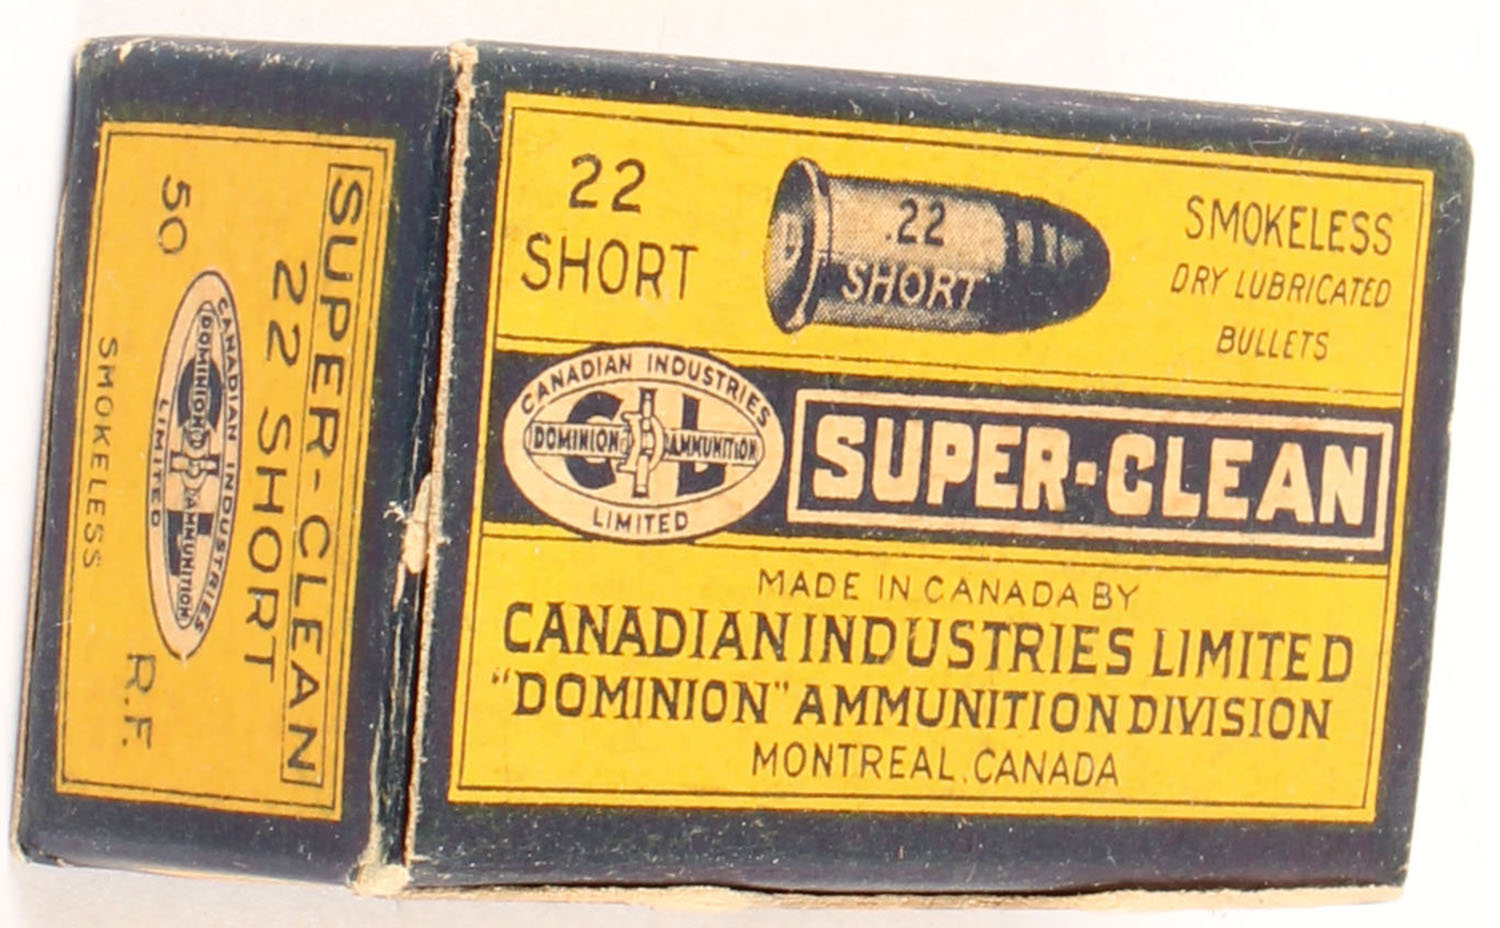 22
SHORT
.22
SHORT
SMOKELESS
DRY LUBRICATED
BULLETS
CANADIAN INDUSTRIES
CIL
DOMINION AMMUNITION
LIMITED
SUPER-CLEAN
MADE IN CANADA BY
CANADIAN INDUSTRIES LIMITED
"DOMINION" AMMUNITION DIVISION
MONTREAL, CANADA
SUPER-CLEAN
22 SHORT
50
CANADIAN INDUSTRIES
CIL
DOMINION AMMUNITION
LIMITED
R.F.
SMOKELESS